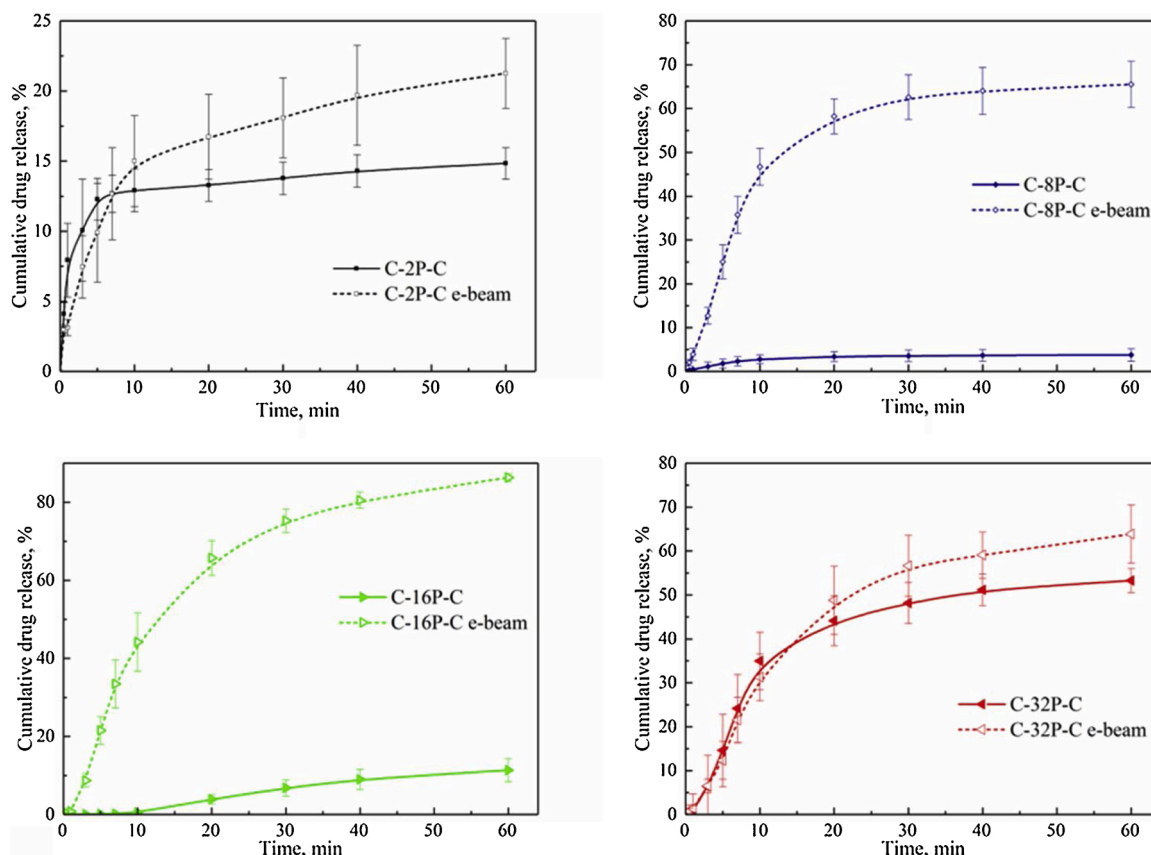 Cumulative drug release, %
25
20
15
10
5
0
C-2P-C
C-2P-C e-beam
0 10 20 30 40 50 60
Time, min
Cumulative drug release, %
80
70
60
50
40
30
20
10
0
C-8P-C
C-8P-C e-beam
0 10 20 30 40 50 60
Time, min
Cumulative drug release, %
80
60
40
20
0
C-16P-C
C-16P-C e-beam
0 10 20 30 40 50 60
Time, min
Cumulative drug release, %
80
70
60
50
40
30
20
10
0
C-32P-C
C-32P-C e-beam
0 10 20 30 40 50 60
Time, min